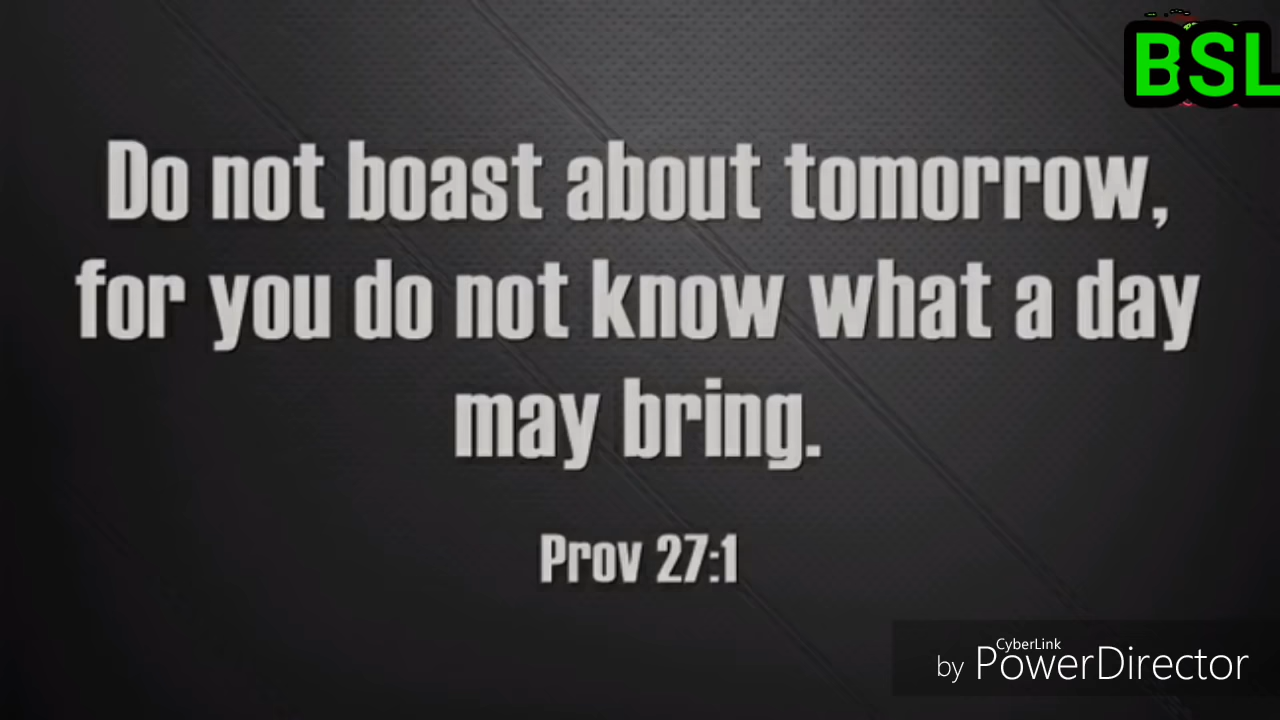 BSL
Do not boast about tomorrow,
for you do not know what a day
may bring.
Prov 27:1
CyberLink
by PowerDirector